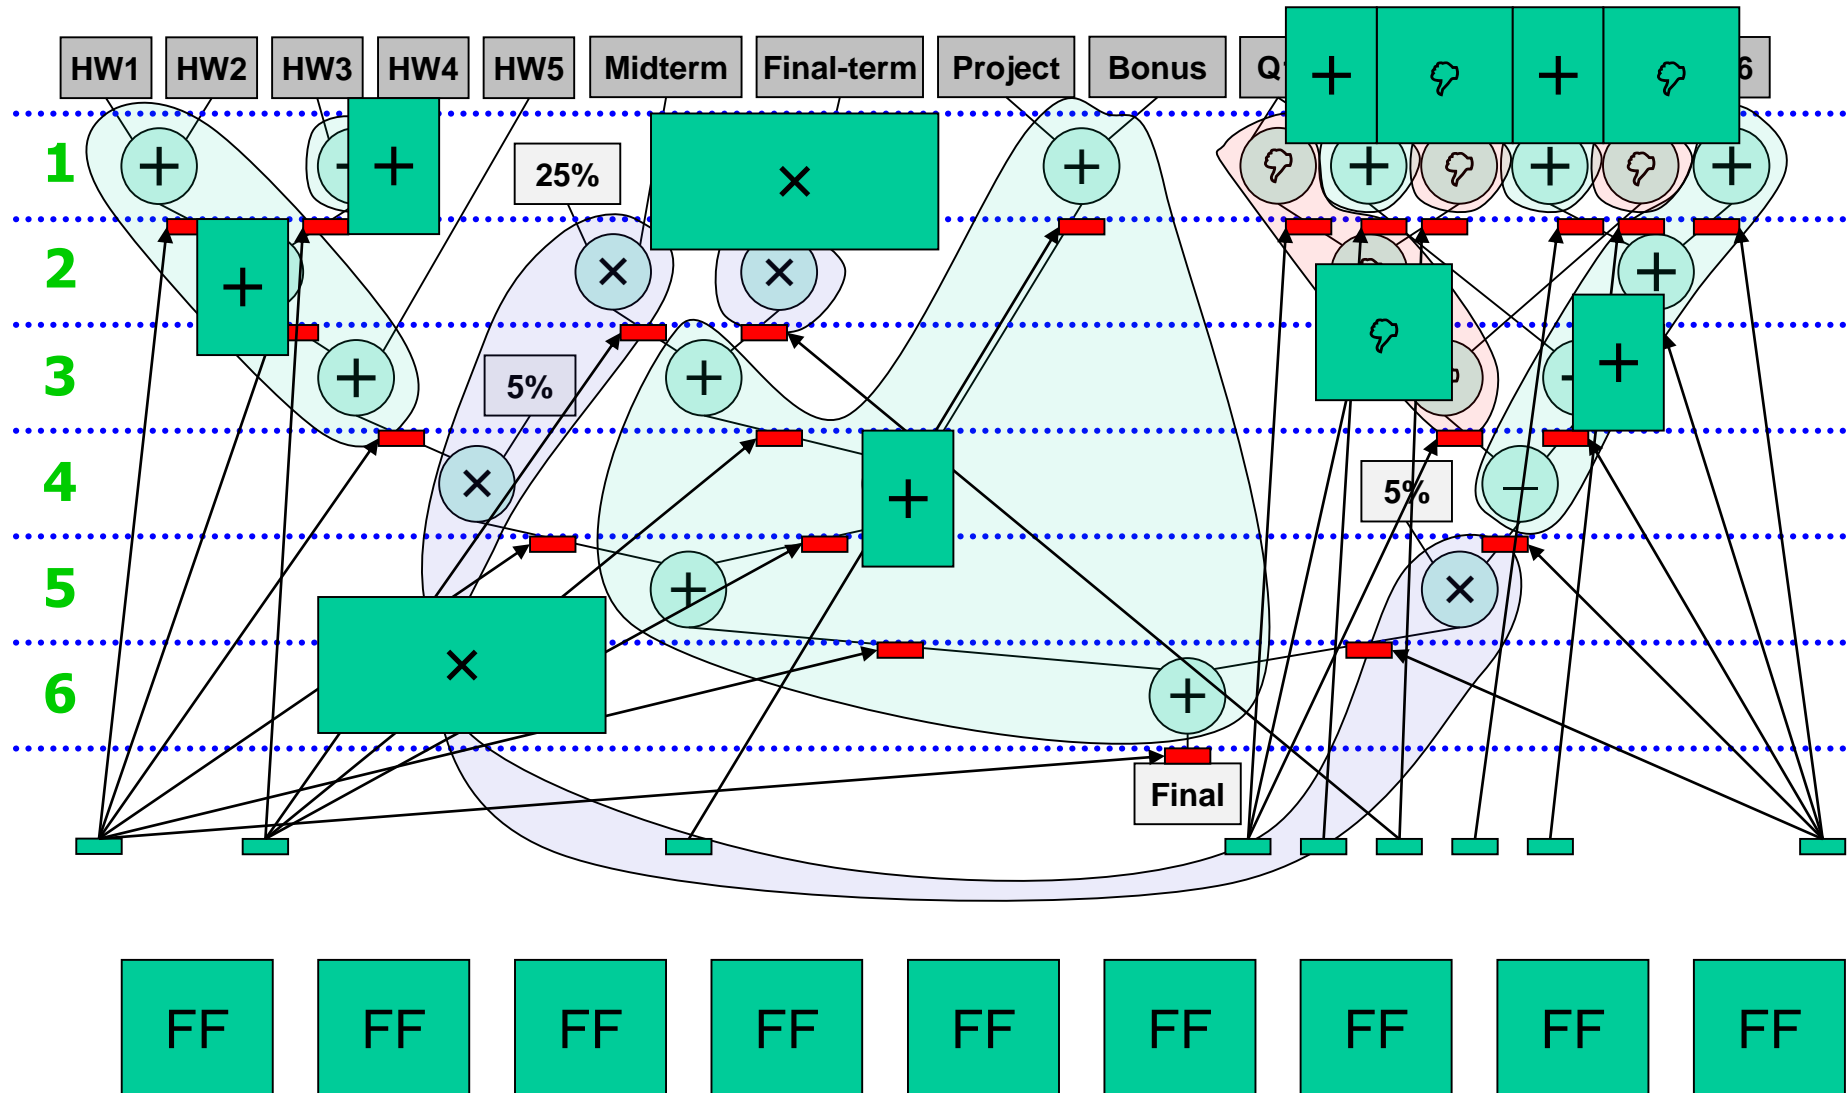 HW1 HW2 HW3 HW4 HW5 Midterm Final-term Project Bonus
+ +
1 + + 25% × + + + +
2 + × × +
3 + 5% + +
4 × + 5% −
5 + ×
6 × +
Final
FF FF FF FF FF FF FF FF FF